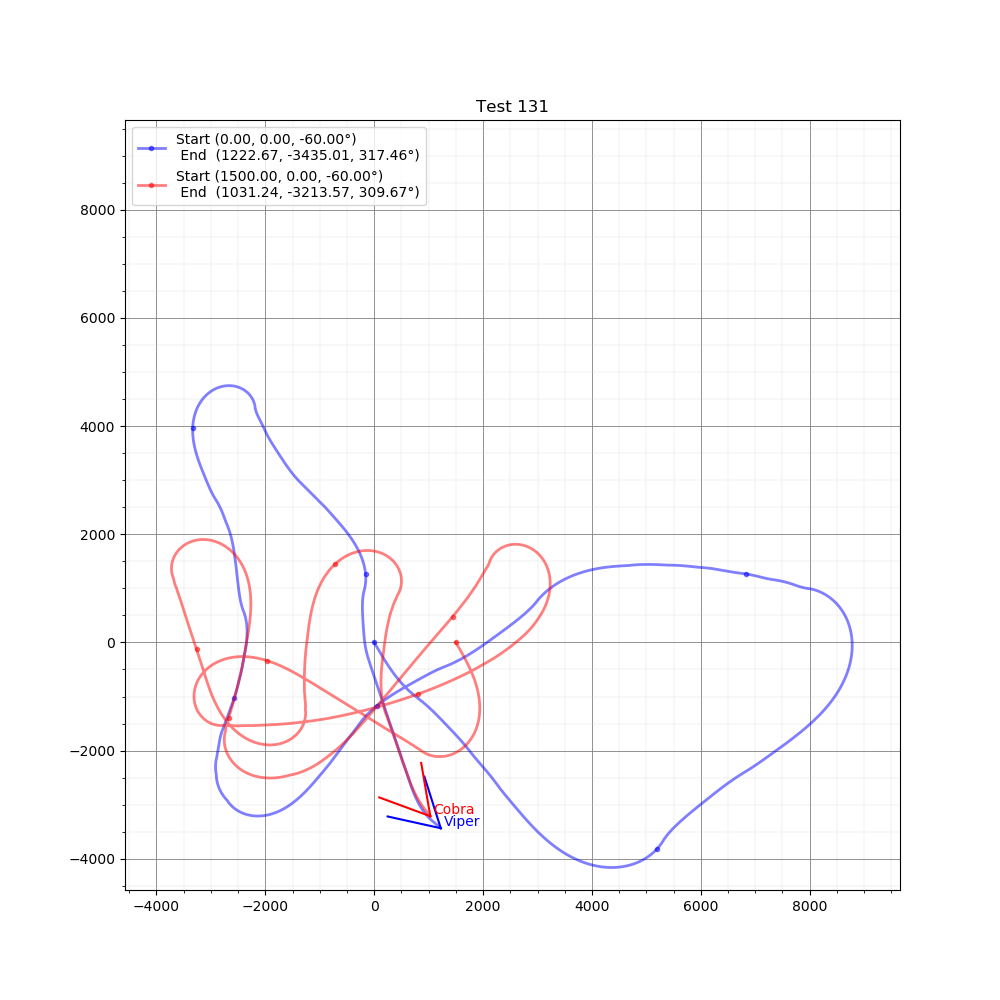 Test 131
Start (0.00, 0.00, -60.00°)
End  (1222.67, -3435.01, 317.46°)
Start (1500.00, 0.00, -60.00°)
End  (1031.24, -3213.57, 309.67°)
8000
6000
4000
2000
0
−2000
−4000
Cobra
Viper
−4000
−2000
0
2000
4000
6000
8000